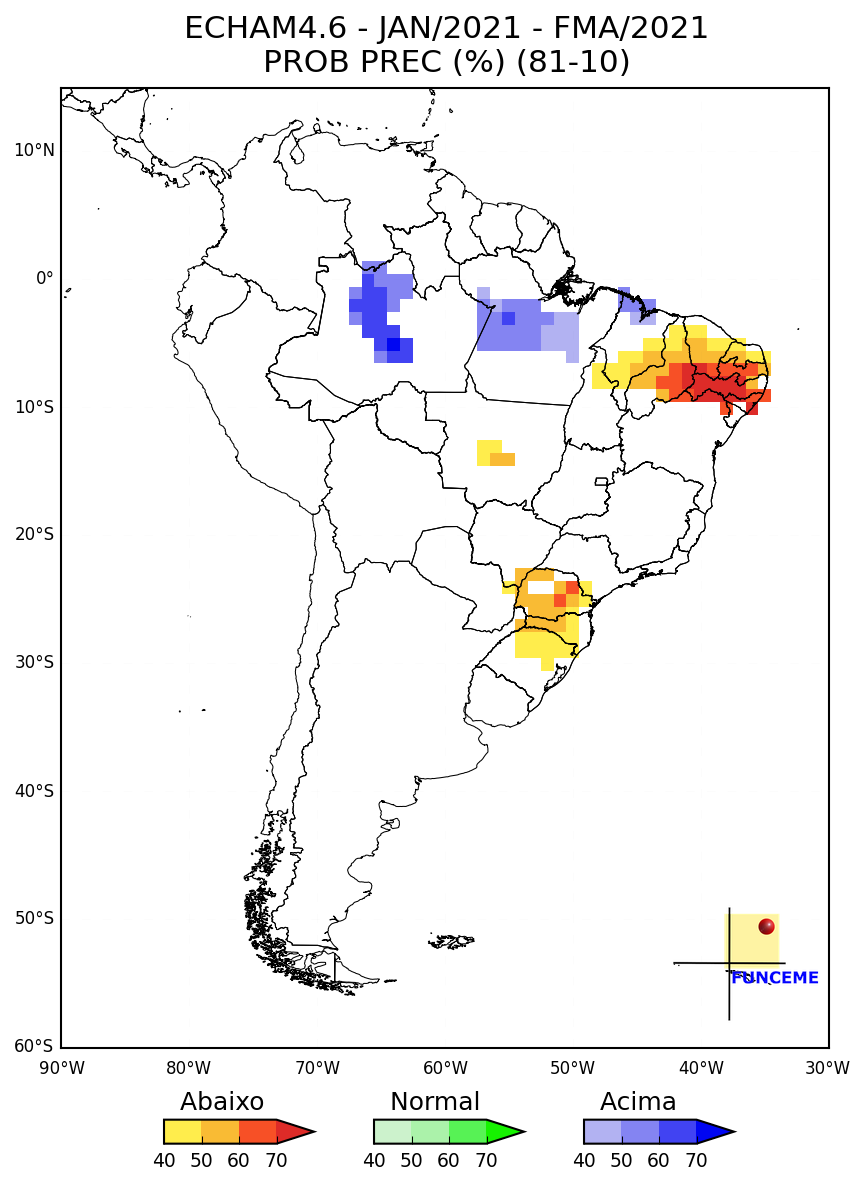 ECHAM4.6 - JAN/2021 - FMA/2021
PROB PREC (%) (81-10)
10°N
0°
10°S
20°S
30°S
40°S
50°S
60°S
90°W 80°W 70°W 60°W 50°W 40°W 30°W
FUNCEME
Abaixo Normal Acima
40 50 60 70 40 50 60 70 40 50 60 70